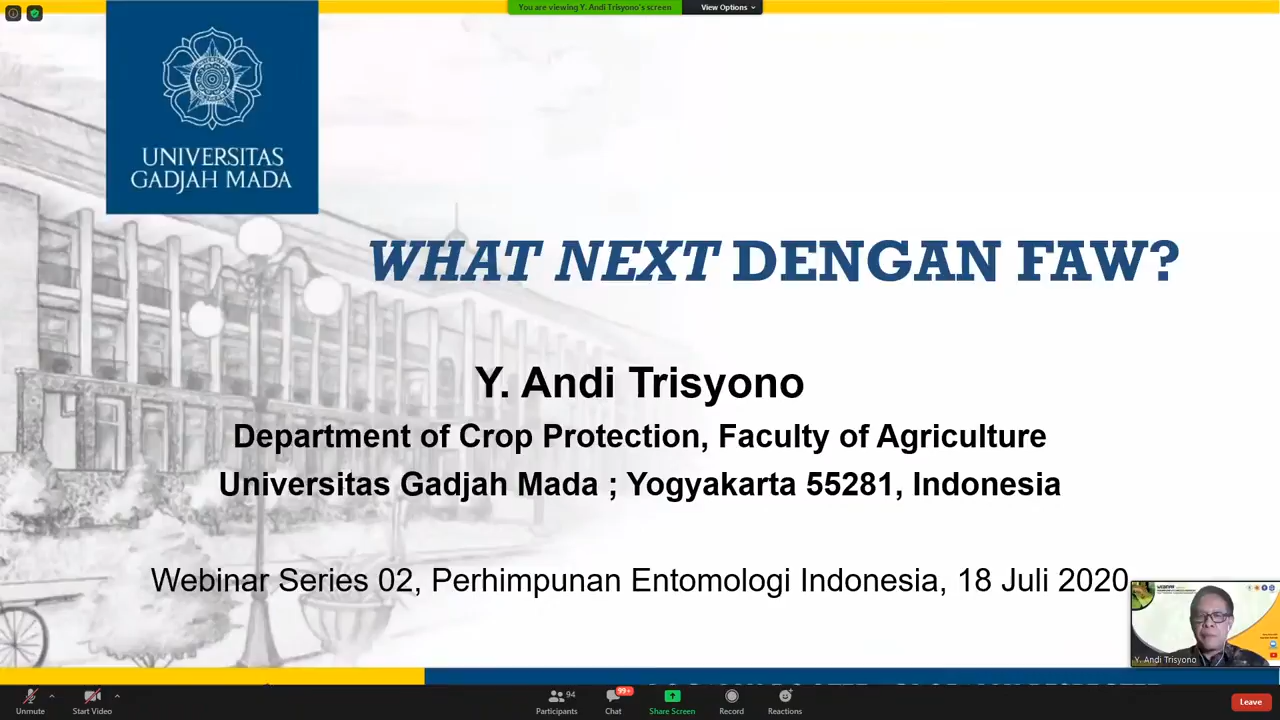 You are viewing Y. Andi Trisyono's screen
View Options
UNIVERSITAS
GADJAH MADA
WHAT NEXT DENGAN FAW?
Y. Andi Trisyono
Department of Crop Protection, Faculty of Agriculture
Universitas Gadjah Mada ; Yogyakarta 55281, Indonesia
Webinar Series 02, Perhimpunan Entomologi Indonesia, 18 Juli 2020
Y. Andi Trisyono
Unmute
Start Video
94
Participants
99+
Chat
Share Screen
Record
Reactions
Leave